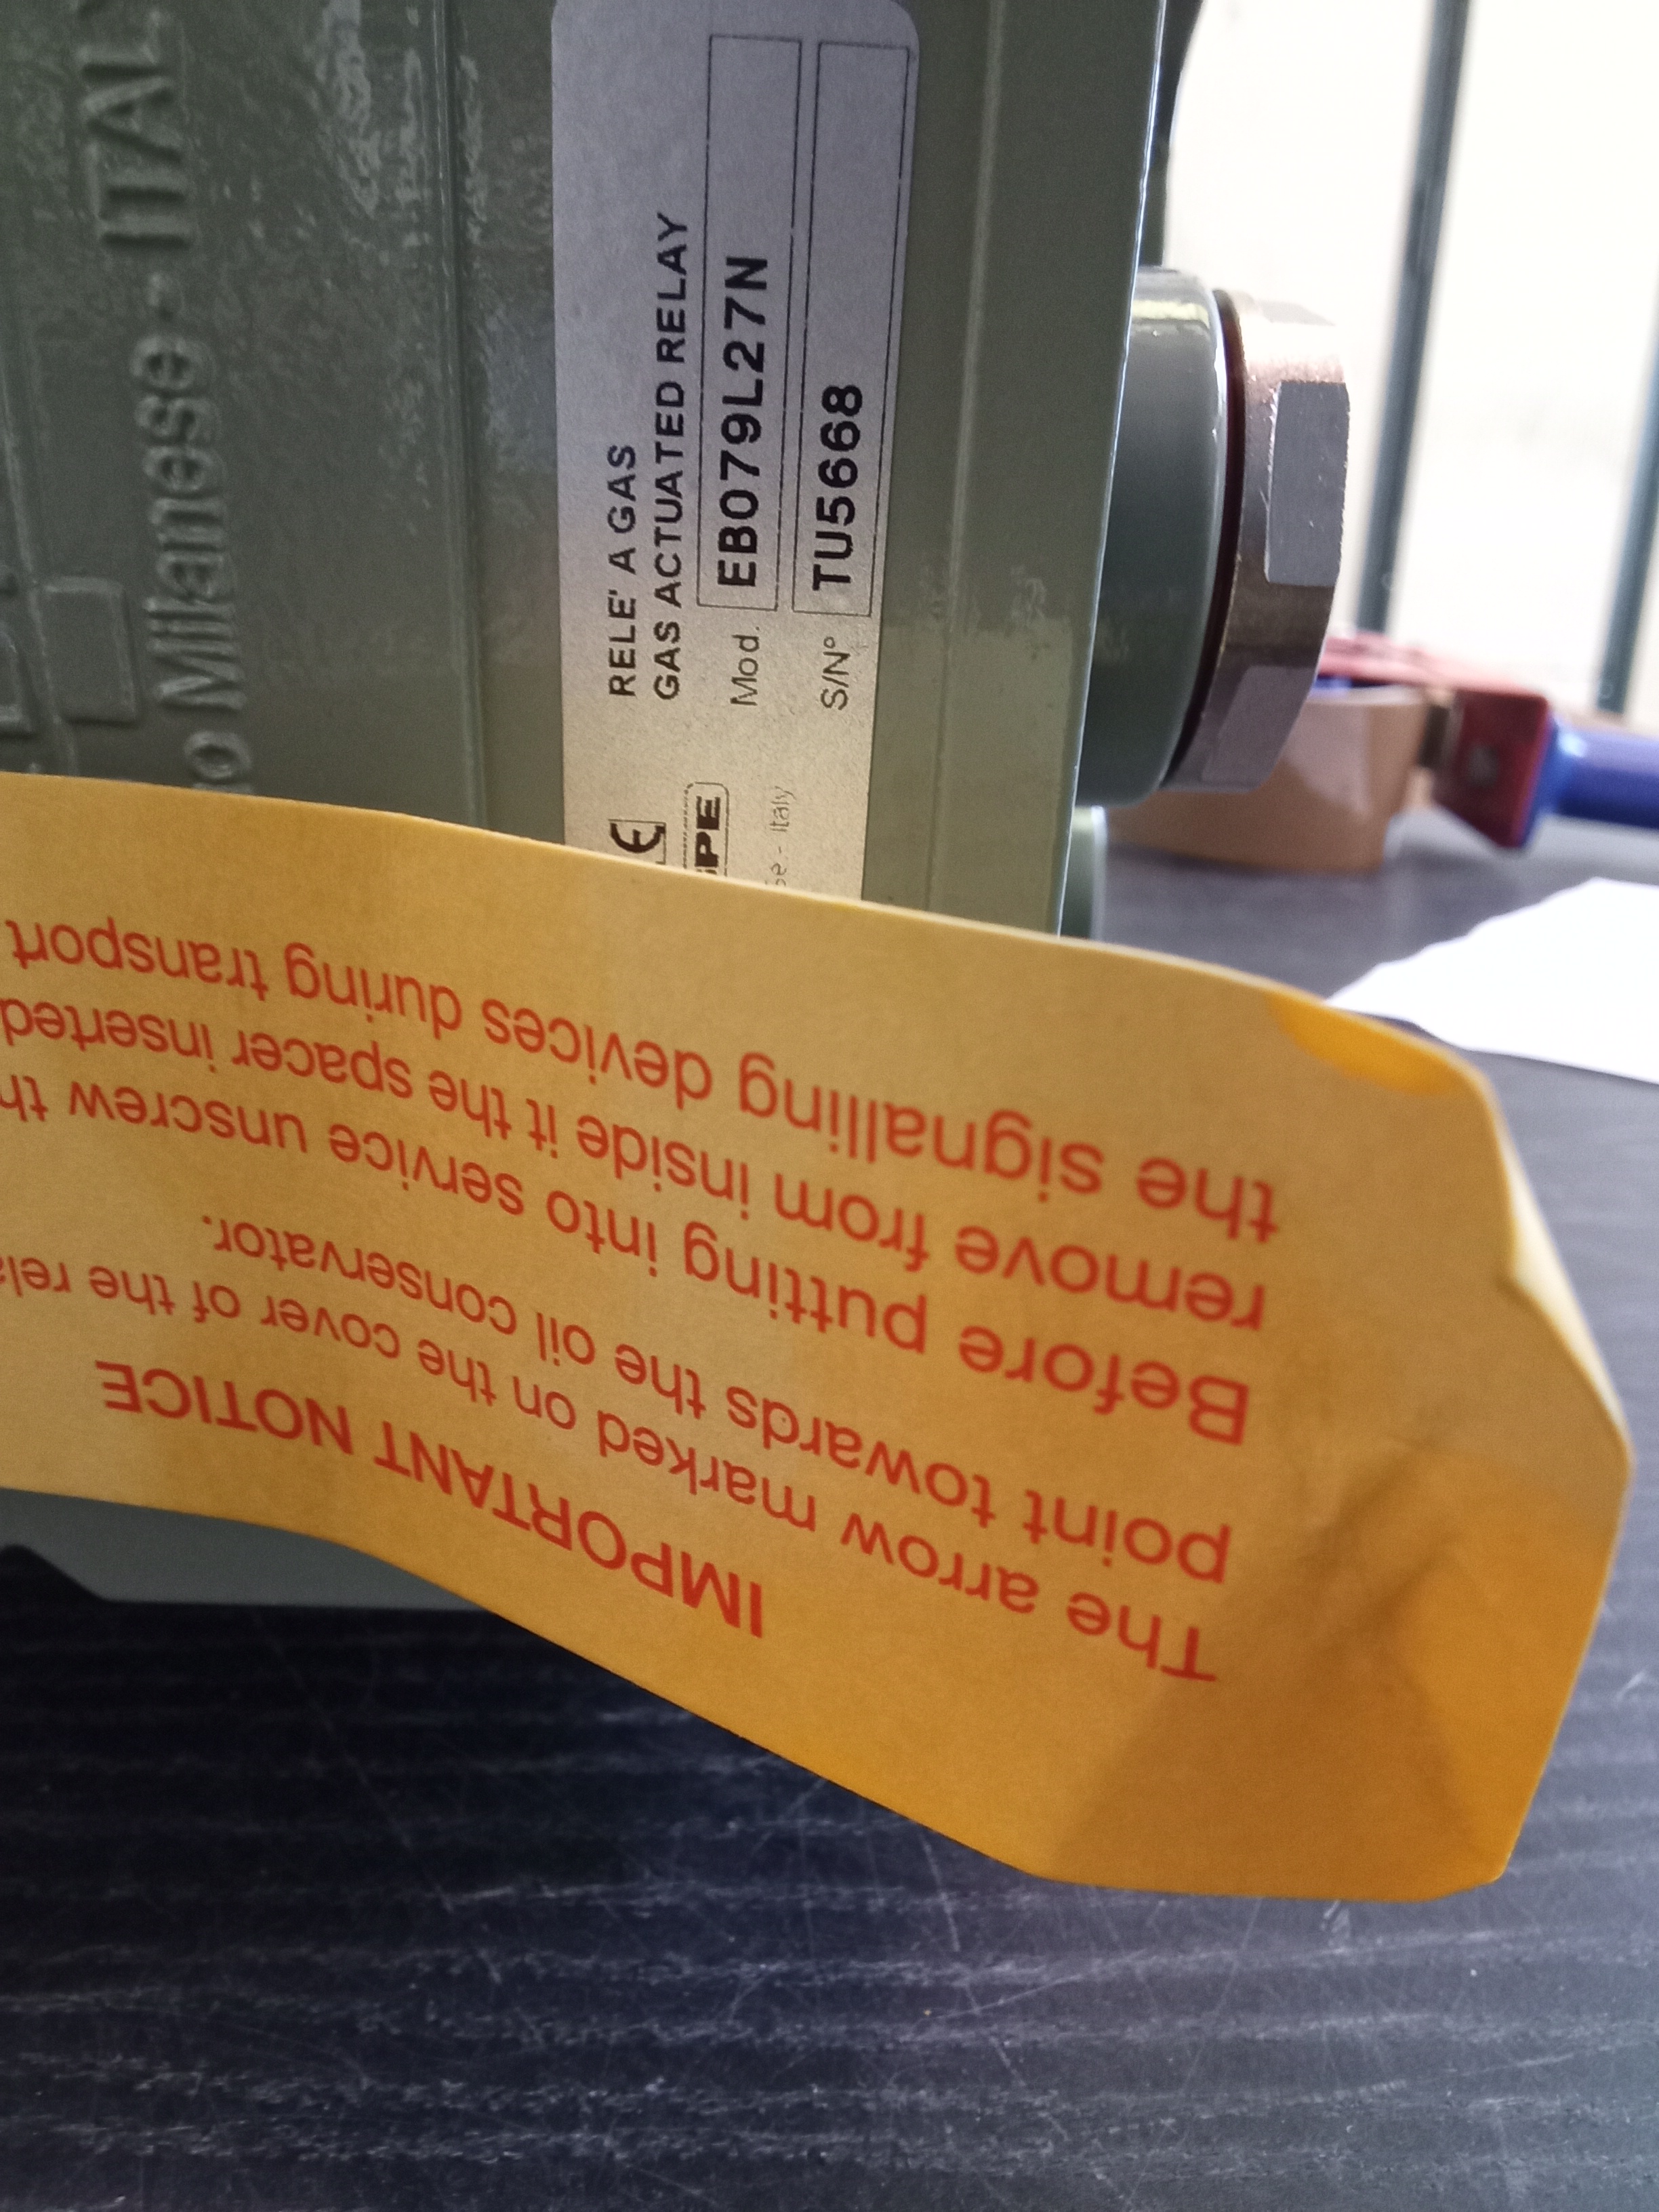 ITAL
Milanese - 
RELE' A GAS
GAS ACTUATED RELAY
Mod. EB079L27N
S/N° TU5668
CE
- Italy
IMPORTANT NOTICE
The arrow marked on the cover of the
point towards the oil conservator.
Before putting into service unscrew
remove from inside it the spacer inserted
the signalling devices during transport